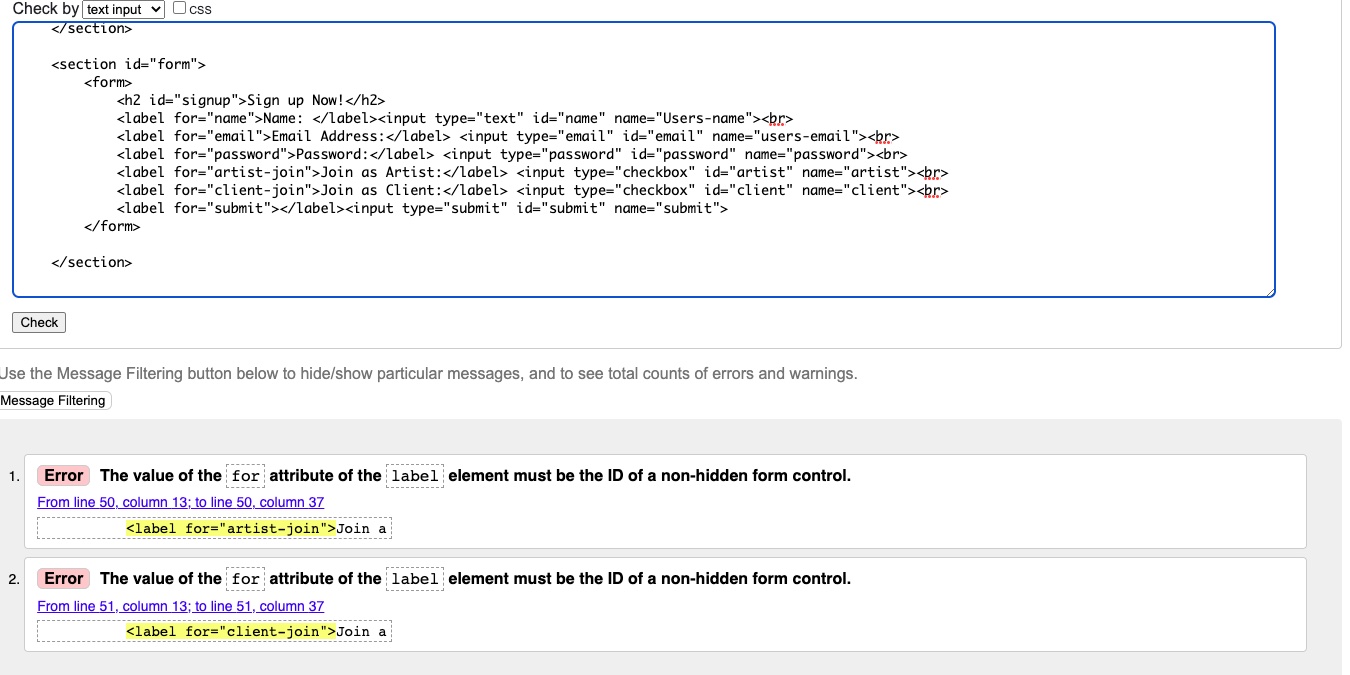 Check by text input css
</section>
<section id="form">
<form>
<h2 id="signup">Sign up Now!</h2>
<label for="name">Name: </label><input type="text" id="name" name="Users-name"><br>
<label for="email">Email Address:</label> <input type="email" id="email" name="users-email"><br>
<label for="password">Password:</label> <input type="password" id="password" name="password"><br>
<label for="artist-join">Join as Artist:</label> <input type="checkbox" id="artist" name="artist"><br>
<label for="client-join">Join as Client:</label> <input type="checkbox" id="client" name="client"><br>
<label for="submit"></label><input type="submit" id="submit" name="submit">
</form>
</section>
Check
Use the Message Filtering button below to hide/show particular messages, and to see total counts of errors and warnings.
Message Filtering
1. Error The value of the for attribute of the label element must be the ID of a non-hidden form control.
From line 50, column 13; to line 50, column 37
<label for="artist-join">Join a
2. Error The value of the for attribute of the label element must be the ID of a non-hidden form control.
From line 51, column 13; to line 51, column 37
<label for="client-join">Join a